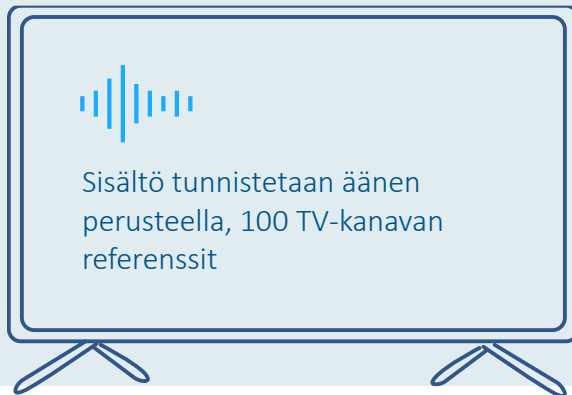 Sisältö tunnistetaan äänen
perusteella, 100 TV-kanavan
referenssit